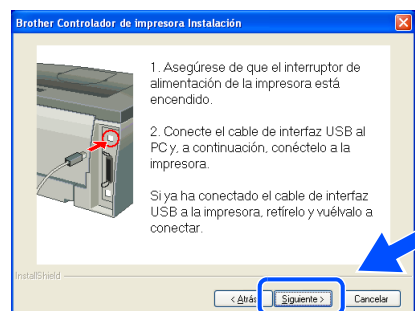 Brother Controlador de impresora Instalación
1. Asegúrese de que el interruptor de
alimentación de la impresora está
encendido.
2. Conecte el cable de interfaz USB al
PC y, a continuación, conéctelo a la
impresora.
Si ya ha conectado el cable de interfaz
USB a la impresora, retírelo y vuélvalo a
conectar.
InstallShield
< Atrás Siguiente > Cancelar